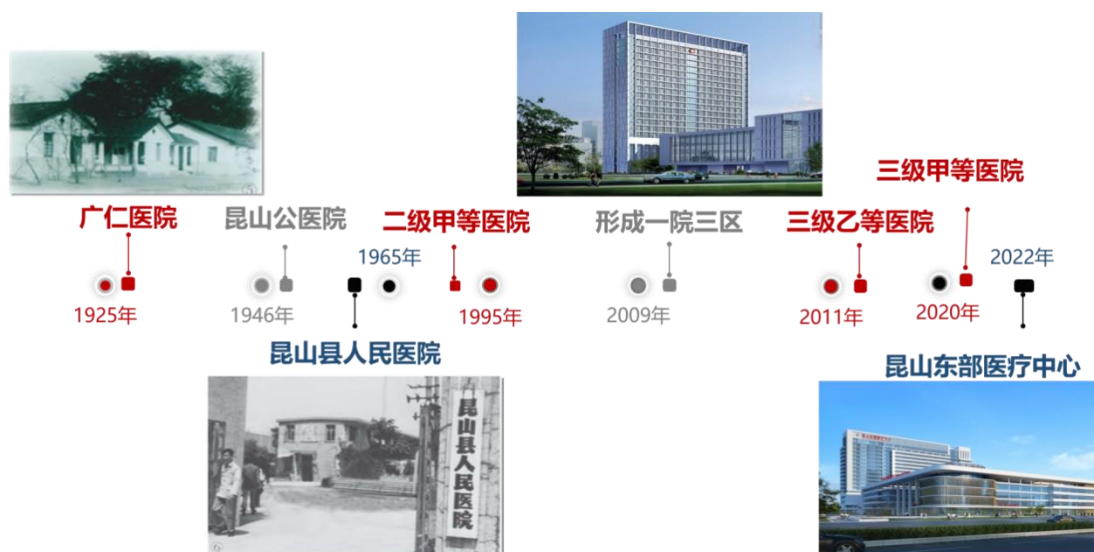 广仁医院
1925年
昆山公医院
1946年
1965年
昆山县人民医院
昆山县人民医院
二级甲等医院
1995年
形成一院三区
2009年
三级乙等医院
2011年
三级甲等医院
2020年
2022年
昆山东部医疗中心